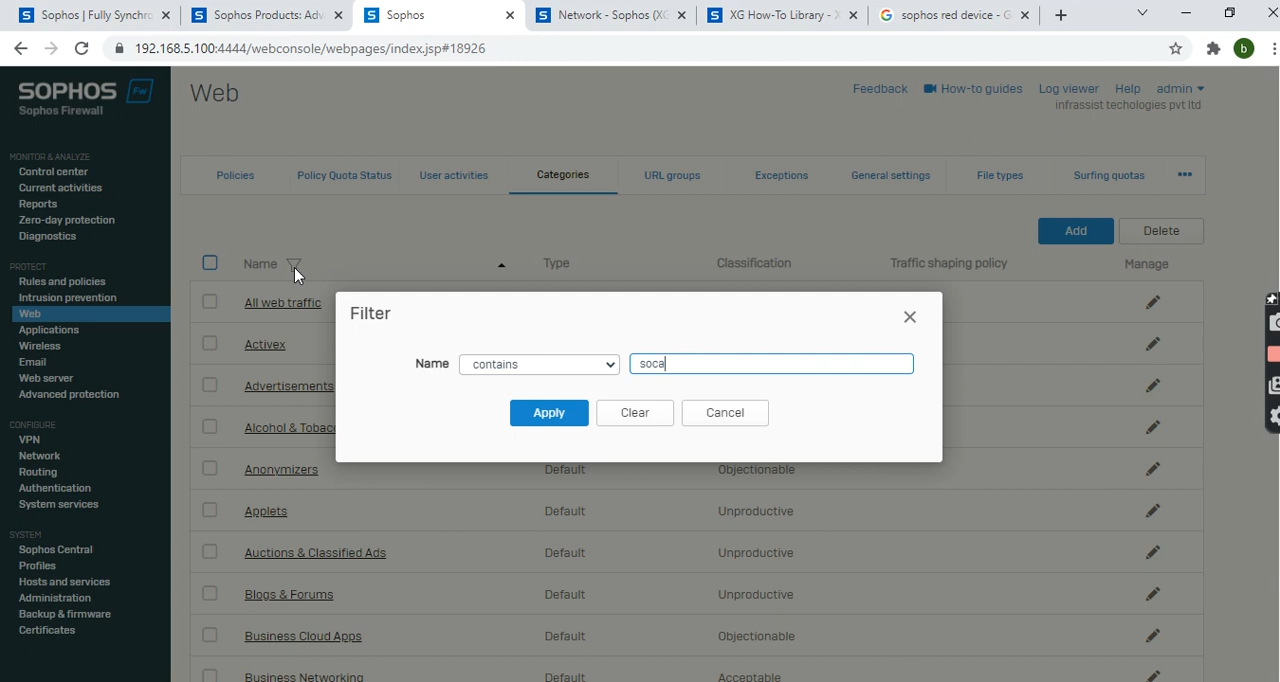 Sophos | Fully Synchro
Sophos Products: Adv
Sophos
Network - Sophos (XG
XG How-To Library -
sophos red device - G
192.168.5.100:4444/webconsole/webpages/index.jsp#18926
b
SOPHOS Fw
Sophos Firewall
Web
Feedback How-to guides Log viewer Help admin
infrassist techologies pvt ltd
MONITOR & ANALYZE
Control center
Current activities
Reports
Zero-day protection
Diagnostics
PROTECT
Rules and policies
Intrusion prevention
Web
Applications
Wireless
Email
Web server
Advanced protection
CONFIGURE
VPN
Network
Routing
Authentication
System services
SYSTEM
Sophos Central
Profiles
Hosts and services
Administration
Backup & firmware
Certificates
Policies Policy Quota Status User activities Categories URL groups Exceptions General settings File types Surfing quotas
Add Delete
Name Type Classification Traffic shaping policy Manage
All web traffic
Activex
Advertisements
Alcohol &
Anonymizers Default Objectionable
Applets Default Unproductive
Auctions & Classified Ads Default Unproductive
Blogs & Forums Default Unproductive
Business Cloud Apps Default Objectionable
Business Networking Default Acceptable
Filter
Name contains soca
Apply Clear Cancel